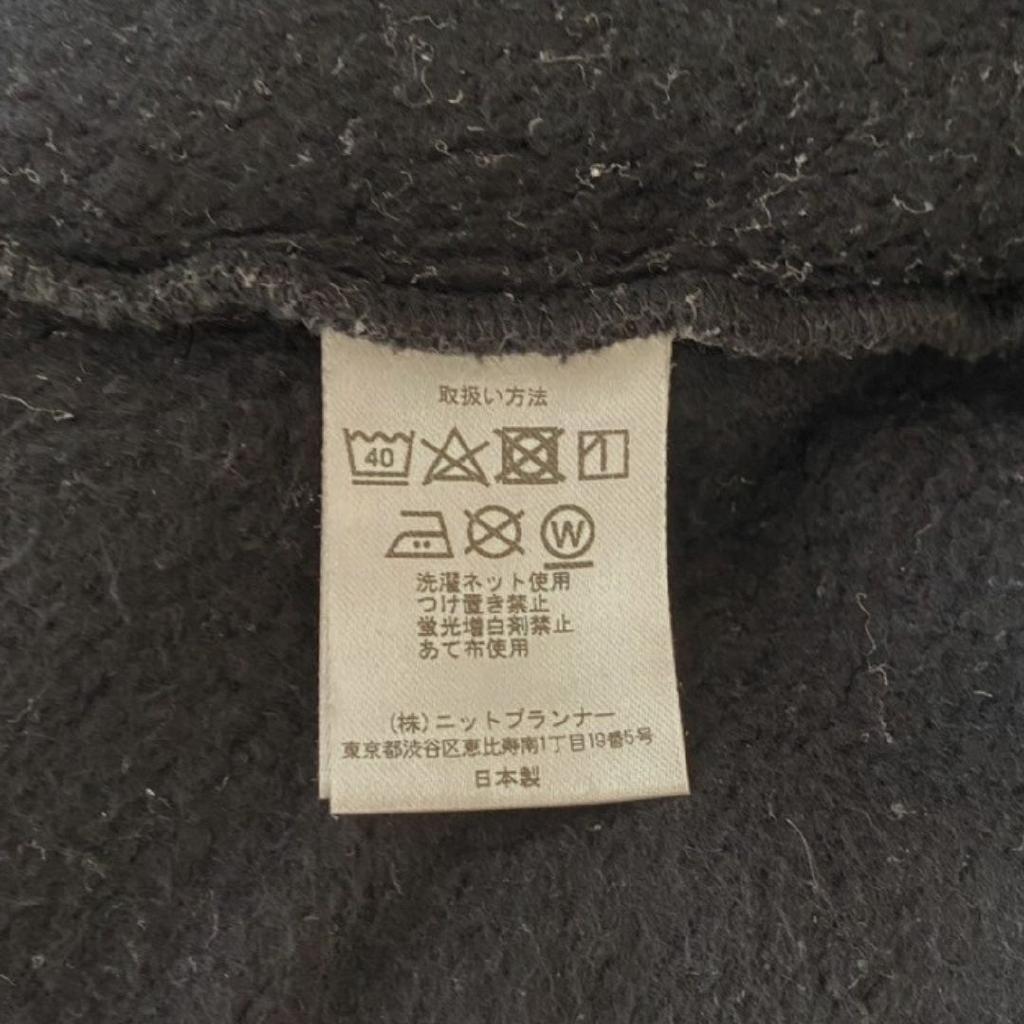 取扱い方法
40
W
洗濯ネット使用
つけ置き禁止
蛍光増白剤禁止
あて布使用
(株)ニットプランナー
東京都渋谷区恵比寿南1丁目19番5号
日本製